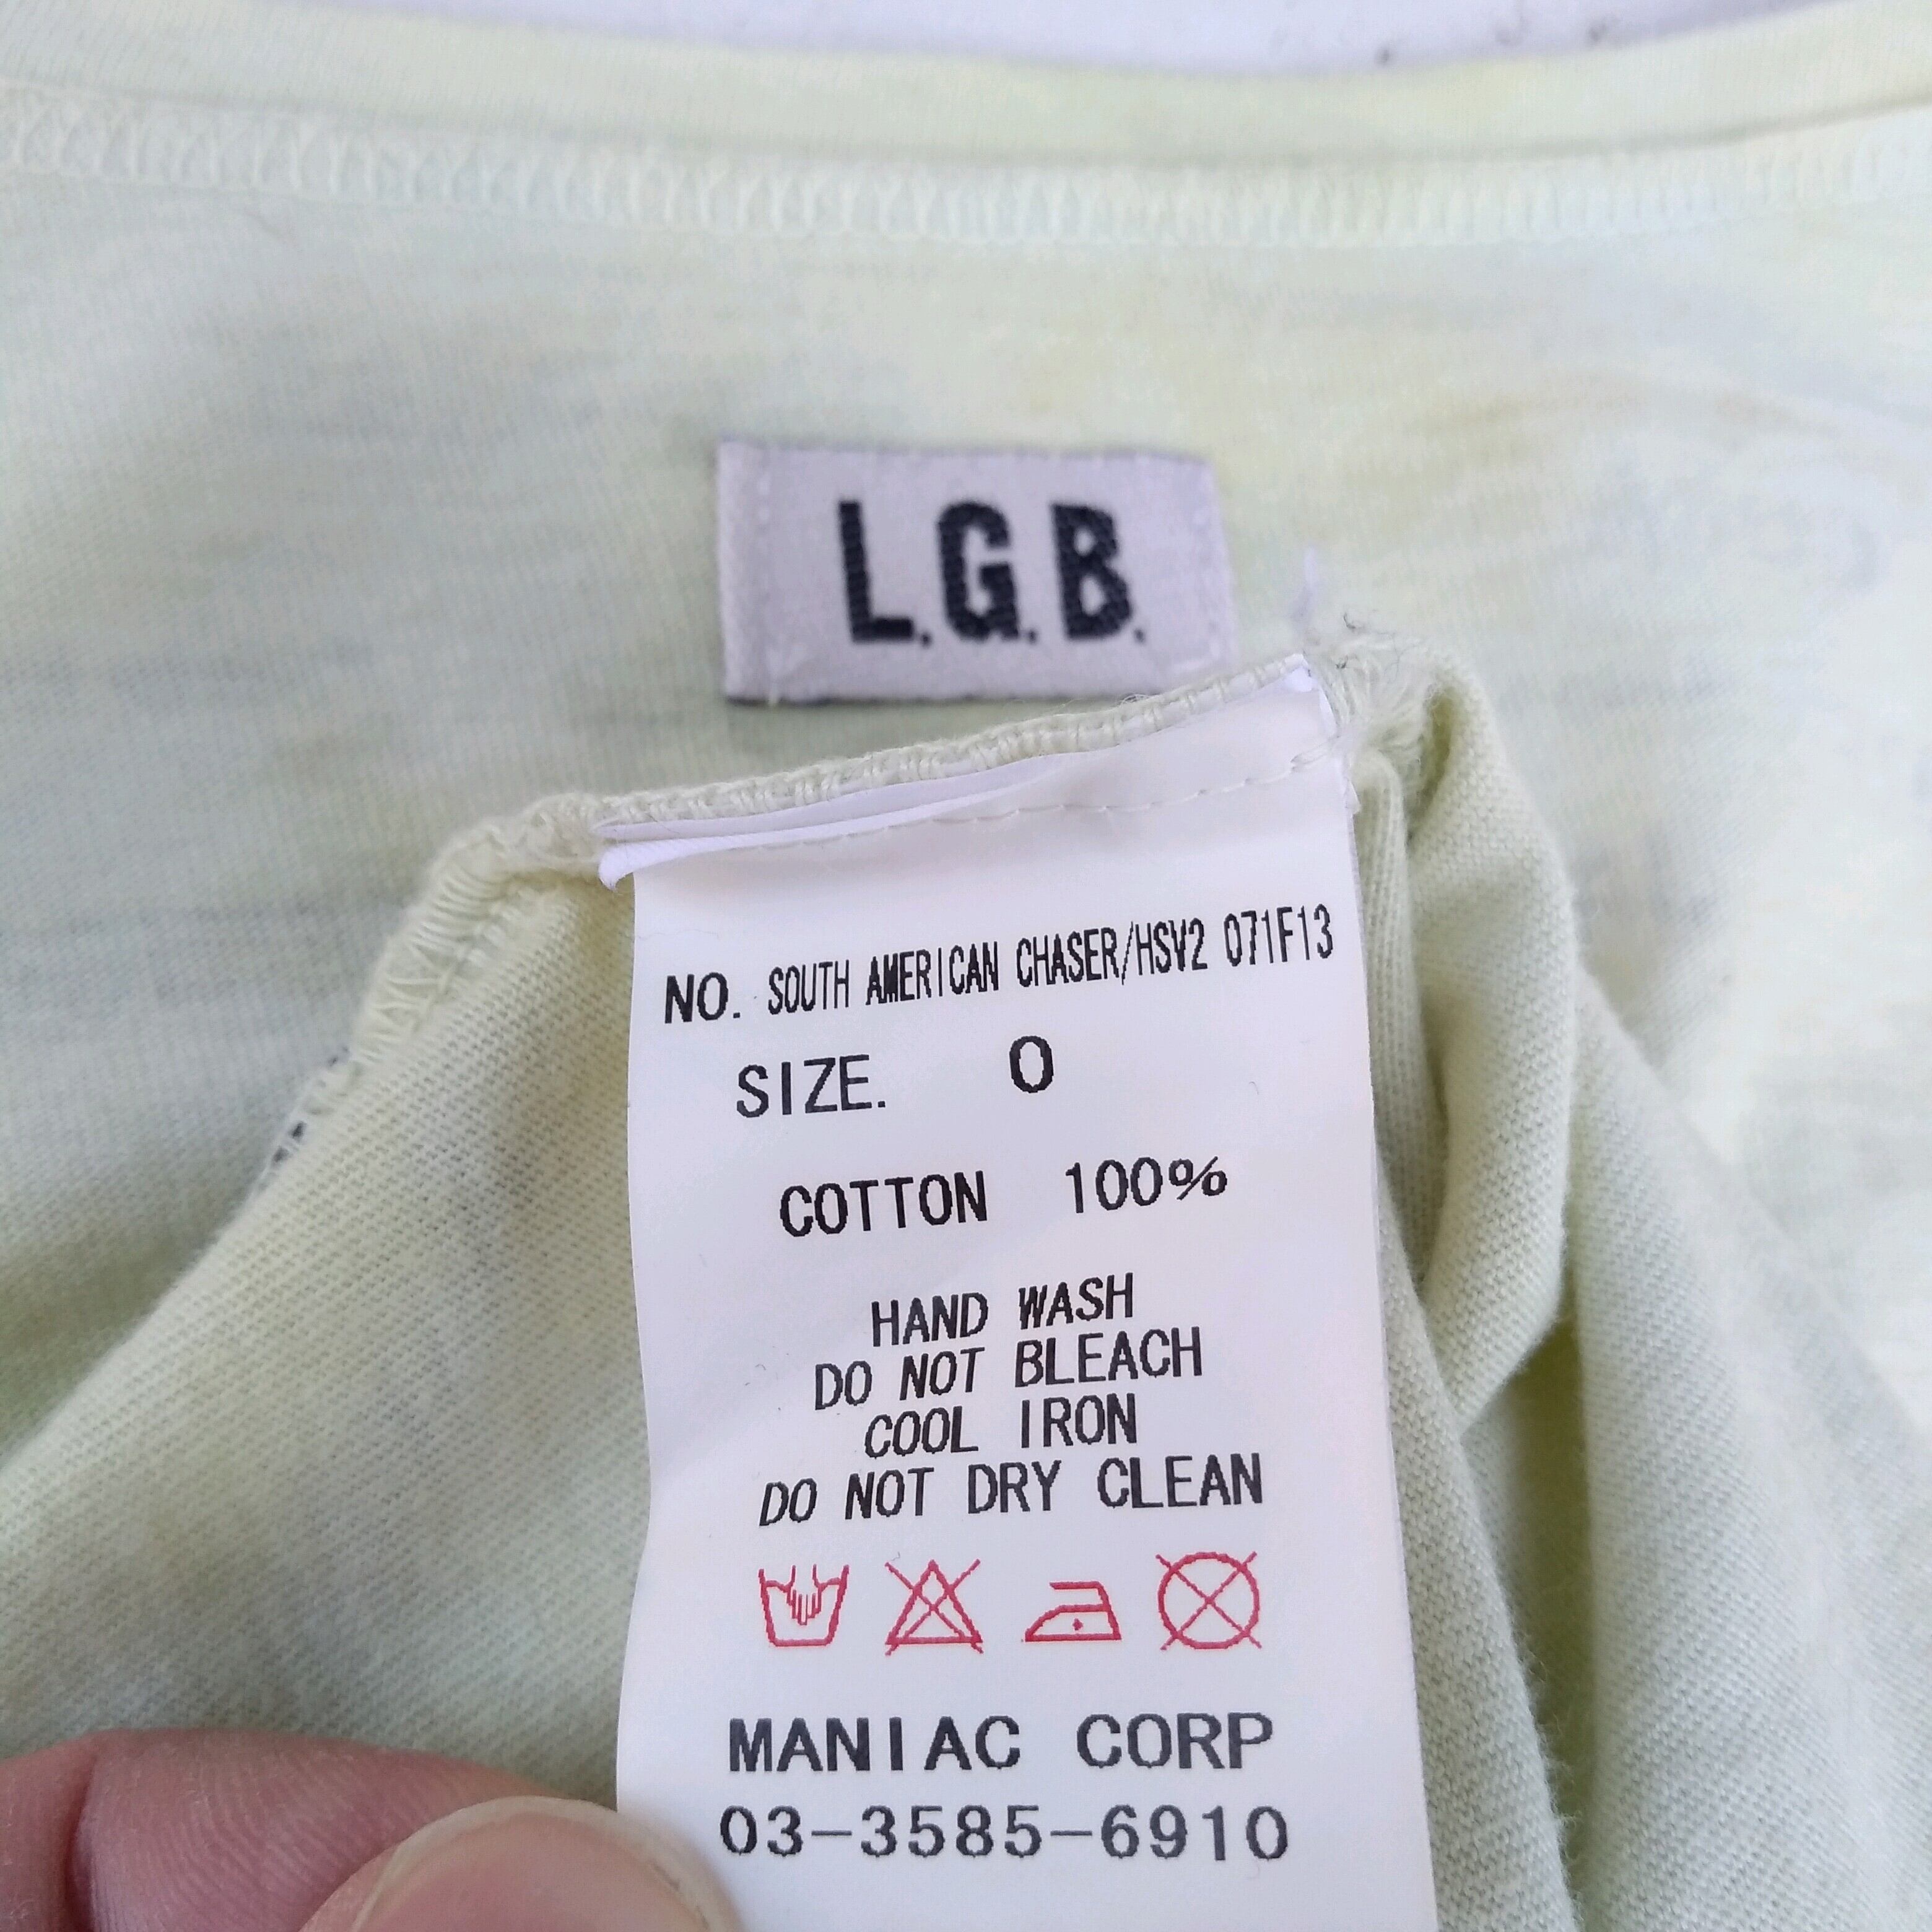 L.G.B.
NO. SOUTH AMERICAN CHASER/HSV2 071F13
SIZE. 0
COTTON 100%
HAND WASH
DO NOT BLEACH
COOL IRON
DO NOT DRY CLEAN
MANIAC CORP
03-3585-6910